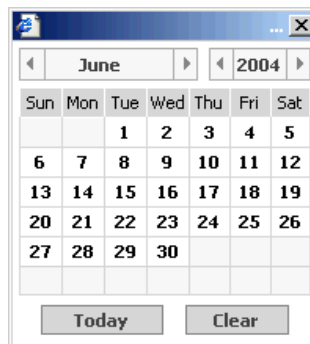 ...
June 2004
Sun Mon Tue Wed Thu Fri Sat
1 2 3 4 5
6 7 8 9 10 11 12
13 14 15 16 17 18 19
20 21 22 23 24 25 26
27 28 29 30
Today Clear